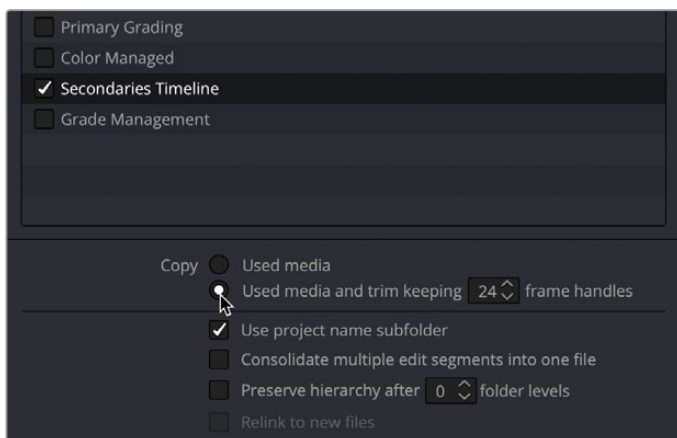 Primary Grading
Color Managed
Secondaries Timeline
Grade Management
Copy Used media
Used media and trim keeping 24 frame handles
Use project name subfolder
Consolidate multiple edit segments into one file
Preserve hierarchy after 0 folder levels
Relink to new files